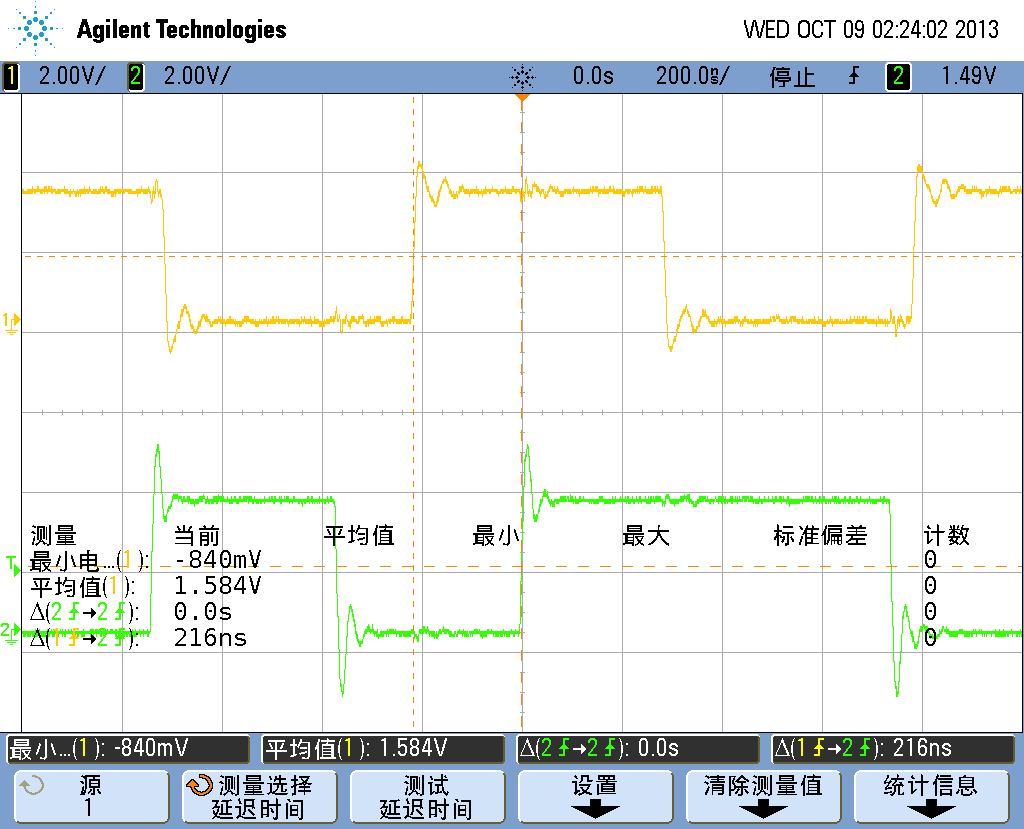 Agilent Technologies WED OCT 09 02:24:02 2013
1 2.00V/ 2 2.00V/ 0.0s 200.0ns/ 停止 2 1.49V
1
测量 当前 平均值 最小 最大 标准偏差 计数
最小电...(1): -840mV 0
T
平均值(1): 1.584V 0
Δ(2→2): 0.0s 0
2
Δ(1→2): 216ns 0
最小...(1): -840mV 平均值(1): 1.584V Δ(2→2): 0.0s Δ(1→2): 216ns
源 测量选择 测试 设置 清除测量值 统计信息
1 延迟时间 延迟时间